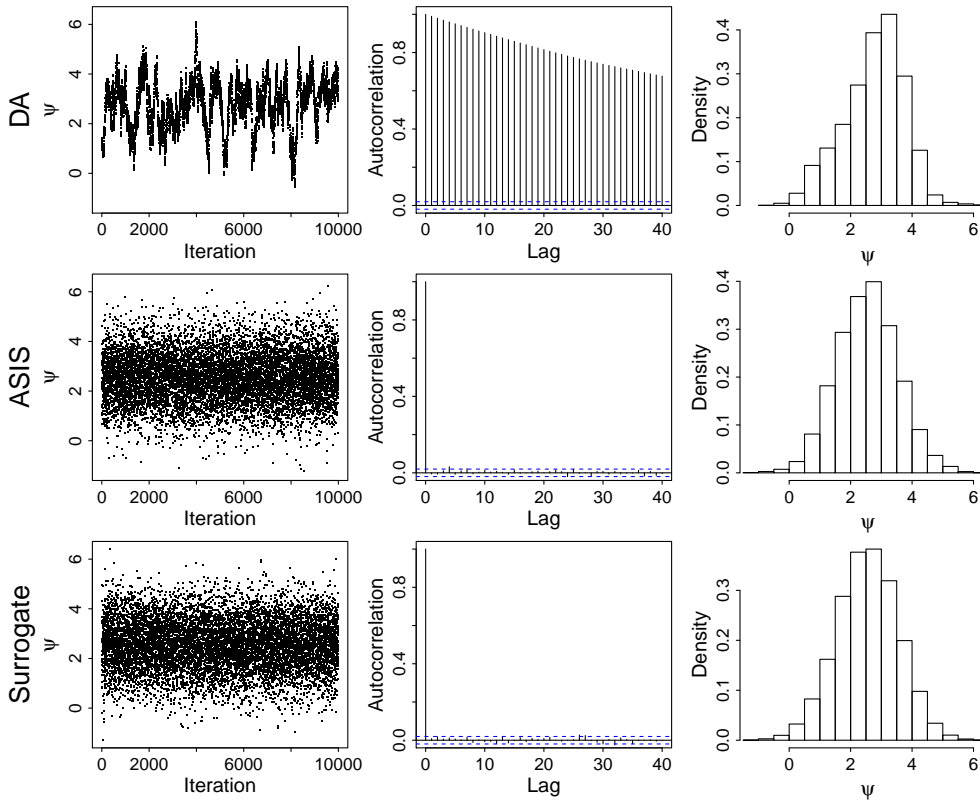 DA
ψ
0 2 4 6
0 2000 6000 10000
Iteration
Autocorrelation
0.0 0.4 0.8
0 10 20 30 40
Lag
Density
0.0 0.1 0.2 0.3 0.4
0 2 4 6
ψ
ASIS
ψ
0 2 4 6
0 2000 6000 10000
Iteration
Autocorrelation
0.0 0.4 0.8
0 10 20 30 40
Lag
Density
0.0 0.1 0.2 0.3 0.4
0 2 4 6
ψ
Surrogate
ψ
0 2 4 6
0 2000 6000 10000
Iteration
Autocorrelation
0.0 0.4 0.8
0 10 20 30 40
Lag
Density
0.0 0.1 0.2 0.3
0 2 4 6
ψ